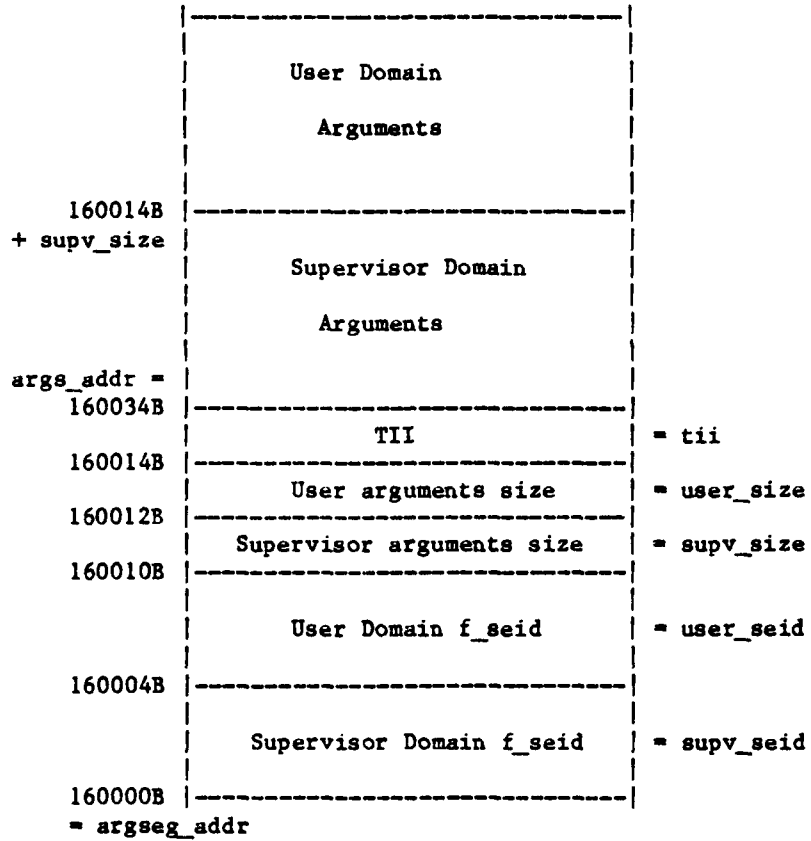 User Domain
Arguments
160014B
+ supv_size
Supervisor Domain
Arguments
args_addr =
160034B
TII = tii
160014B
User arguments size = user_size
160012B
Supervisor arguments size = supv_size
160010B
User Domain f_seid = user_seid
160004B
Supervisor Domain f_seid = supv_seid
160000B
= argseg_addr